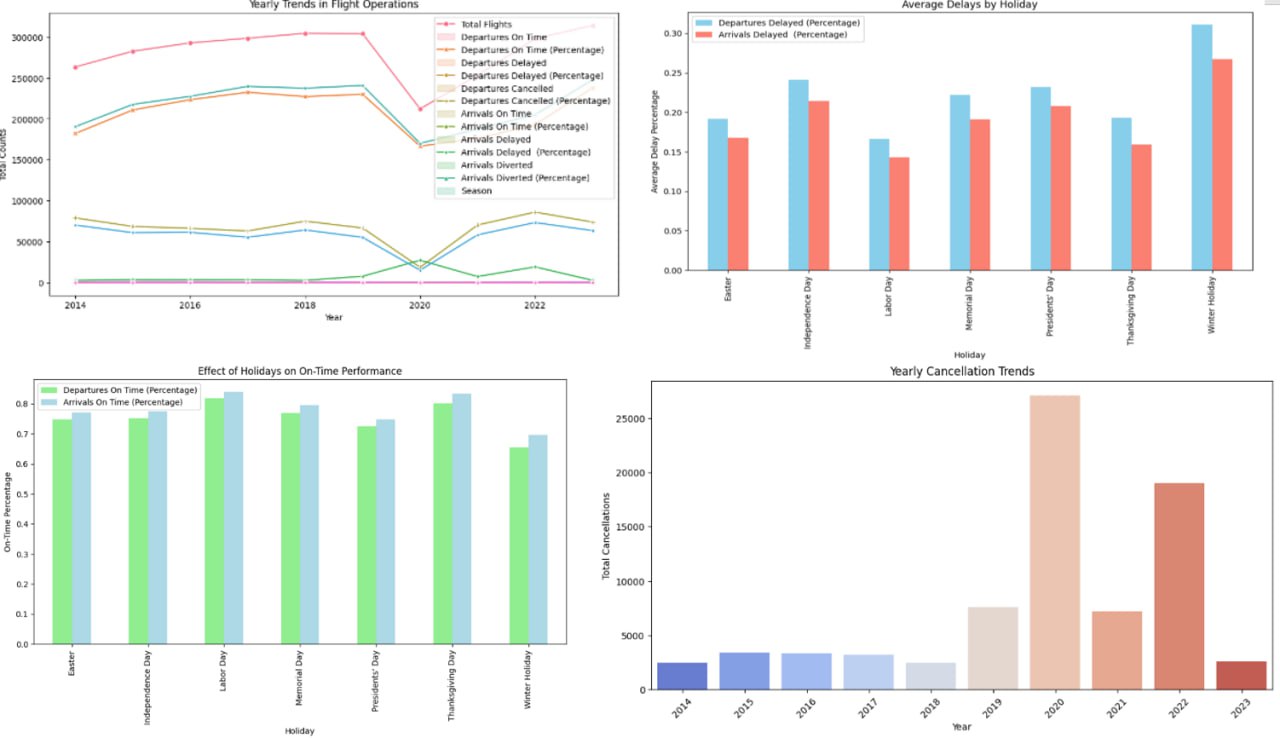 Yearly Trends in Flight Operations
Total Flights
Departures On Time
Departures On Time (Percentage)
Departures Delayed
Departures Delayed (Percentage)
Departures Cancelled
Departures Cancelled (Percentage)
Arrivals On Time
Arrivals On Time (Percentage)
Arrivals Delayed
Arrivals Delayed (Percentage)
Arrivals Diverted
Arrivals Diverted (Percentage)
Season
300000
250000
200000
150000
100000
50000
0
Total Counts
2014 2016 2018 2020 2022
Year
Average Delays by Holiday
Departures Delayed (Percentage)
Arrivals Delayed (Percentage)
0.30
0.25
0.20
0.15
0.10
0.05
0.00
Average Delay Percentage
Easter
Independence Day
Labor Day
Memorial Day
Presidents' Day
Thanksgiving Day
Winter Holiday
Holiday
Effect of Holidays on On-Time Performance
Departures On Time (Percentage)
Arrivals On Time (Percentage)
0.8
0.7
0.6
0.5
0.4
0.3
0.2
0.1
0.0
On-Time Percentage
Easter
Independence Day
Labor Day
Memorial Day
Presidents' Day
Thanksgiving Day
Winter Holiday
Holiday
Yearly Cancellation Trends
25000
20000
15000
10000
5000
0
Total Cancellations
2014
2015
2016
2017
2018
2019
2020
2021
2022
2023
Year